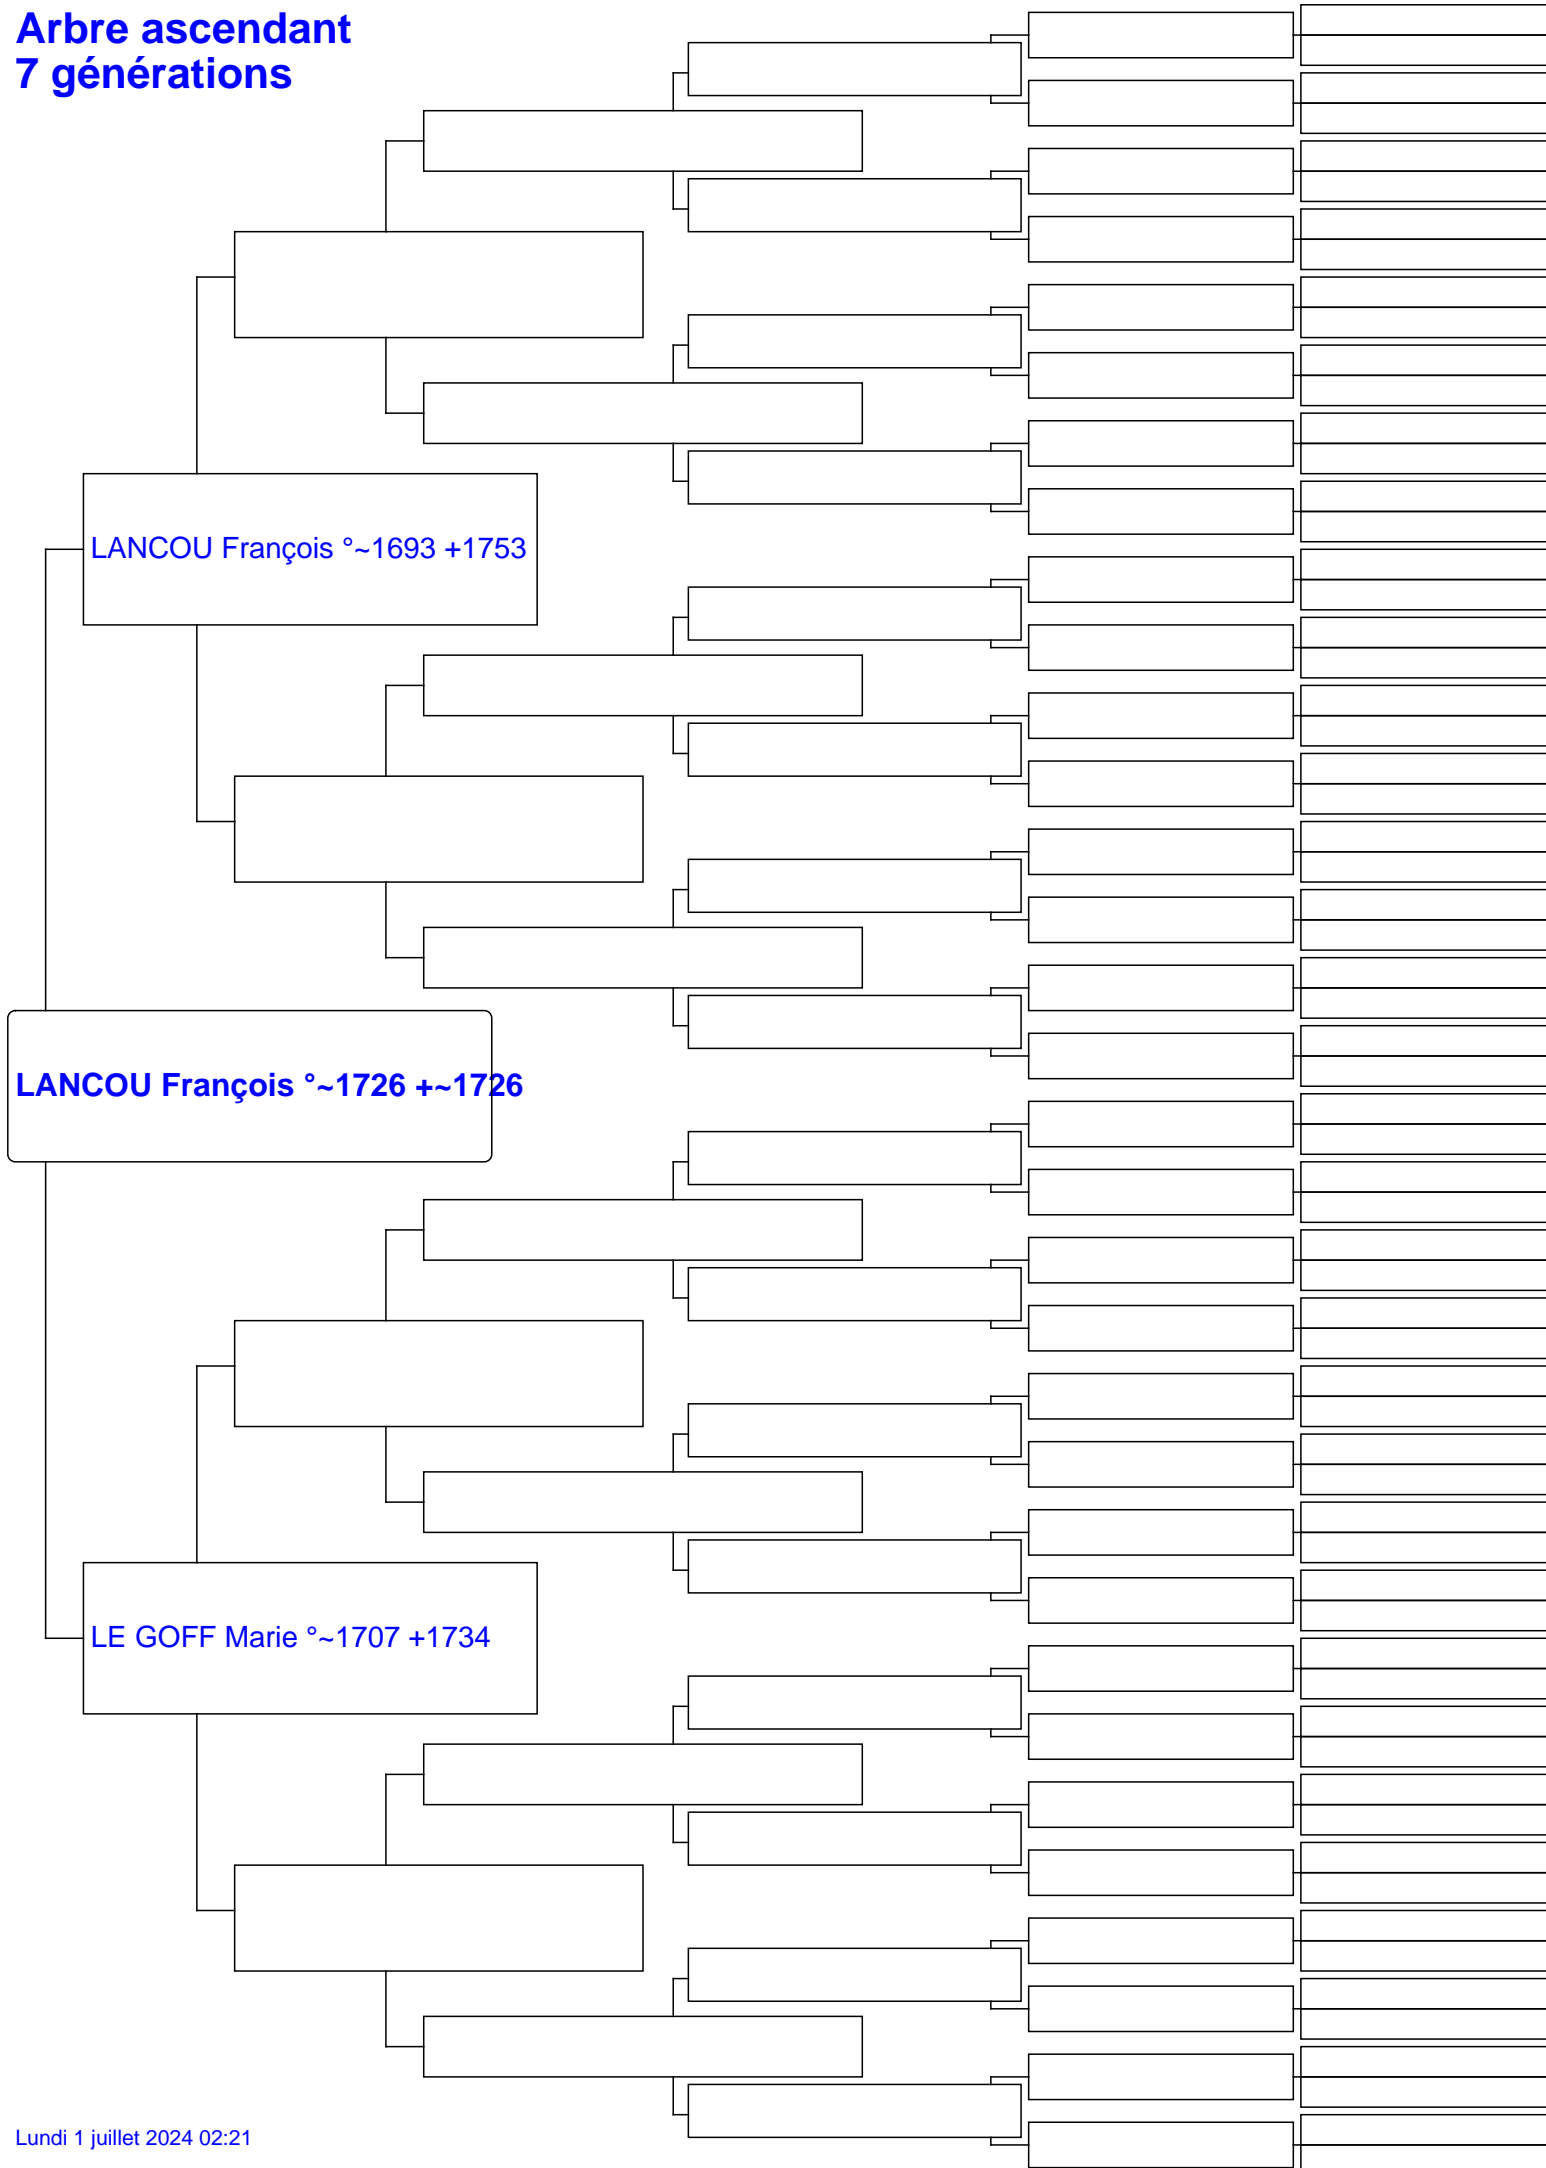 Arbre ascendant
7 générations
LANCOU François °~1693 +1753
LANCOU François °~1726 +~1726
LE GOFF Marie °~1707 +1734
Lundi 1 juillet 2024 02:21